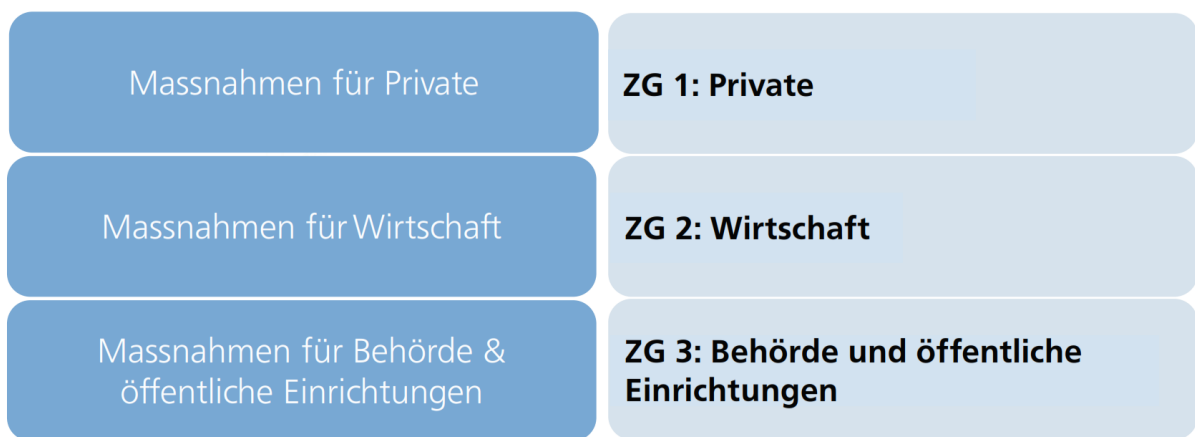 Massnahmen für Private
ZG 1: Private
Massnahmen für Wirtschaft
ZG 2: Wirtschaft
Massnahmen für Behörde &
öffentliche Einrichtungen
ZG 3: Behörde und öffentliche
Einrichtungen